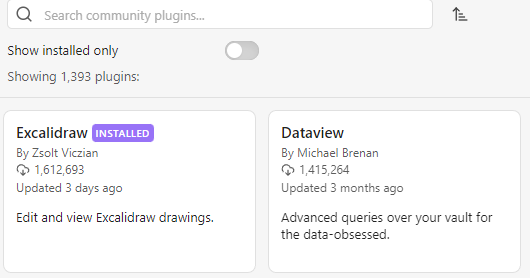 Search community plugins...
Show installed only
Showing 1,393 plugins:
Excalidraw INSTALLED
By Zsolt Viczian
1,612,693
Updated 3 days ago
Edit and view Excalidraw drawings.
Dataview
By Michael Brenan
1,415,264
Updated 3 months ago
Advanced queries over your vault for
the data-obsessed.